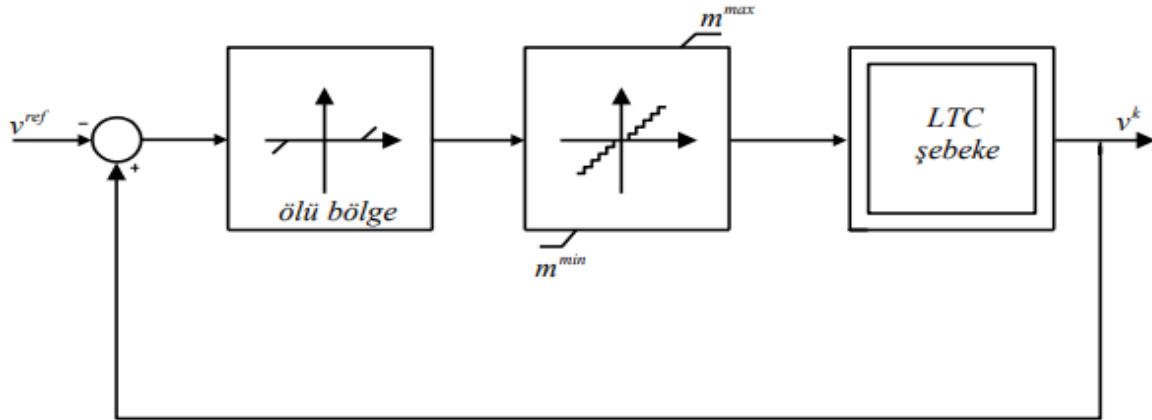 m^max
v^ref
−
+
ölü bölge
m^min
LTC
şebeke
v^k